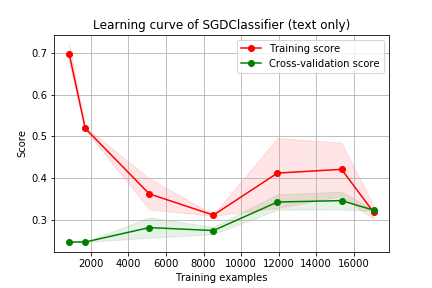 Learning curve of SGDClassifier (text only)
Training score
Cross-validation score
0.7
0.6
0.5
0.4
0.3
Score
2000 4000 6000 8000 10000 12000 14000 16000
Training examples